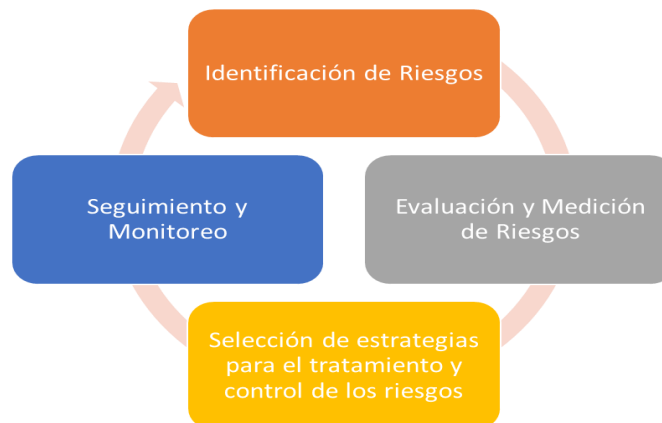 Identificación de Riesgos
Evaluación y Medición
de Riesgos
Selección de estrategias
para el tratamiento y
control de los riesgos
Seguimiento y
Monitoreo